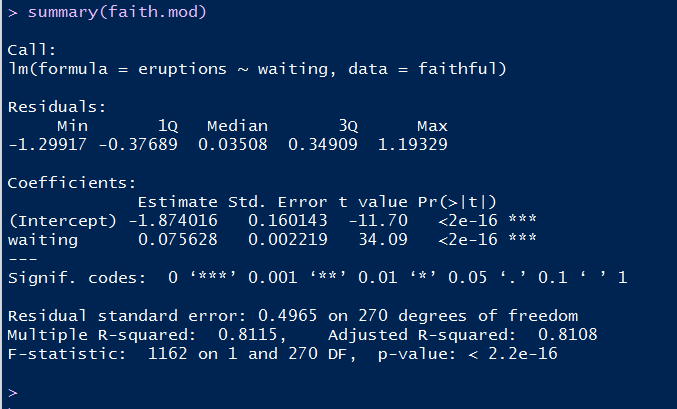 > summary(faith.mod)
Call:
lm(formula = eruptions ~ waiting, data = faithful)
Residuals:
     Min       1Q   Median       3Q      Max
-1.29917 -0.37689  0.03508  0.34909  1.19329
Coefficients:
             Estimate Std. Error t value Pr(>|t|)
(Intercept) -1.874016   0.160143  -11.70   <2e-16 ***
waiting      0.075628   0.002219   34.09   <2e-16 ***
---
Signif. codes:  0 ‘***’ 0.001 ‘**’ 0.01 ‘*’ 0.05 ‘.’ 0.1 ‘ ’ 1
Residual standard error: 0.4965 on 270 degrees of freedom
Multiple R-squared:  0.8115,    Adjusted R-squared:  0.8108
F-statistic:  1162 on 1 and 270 DF,  p-value: < 2.2e-16
>